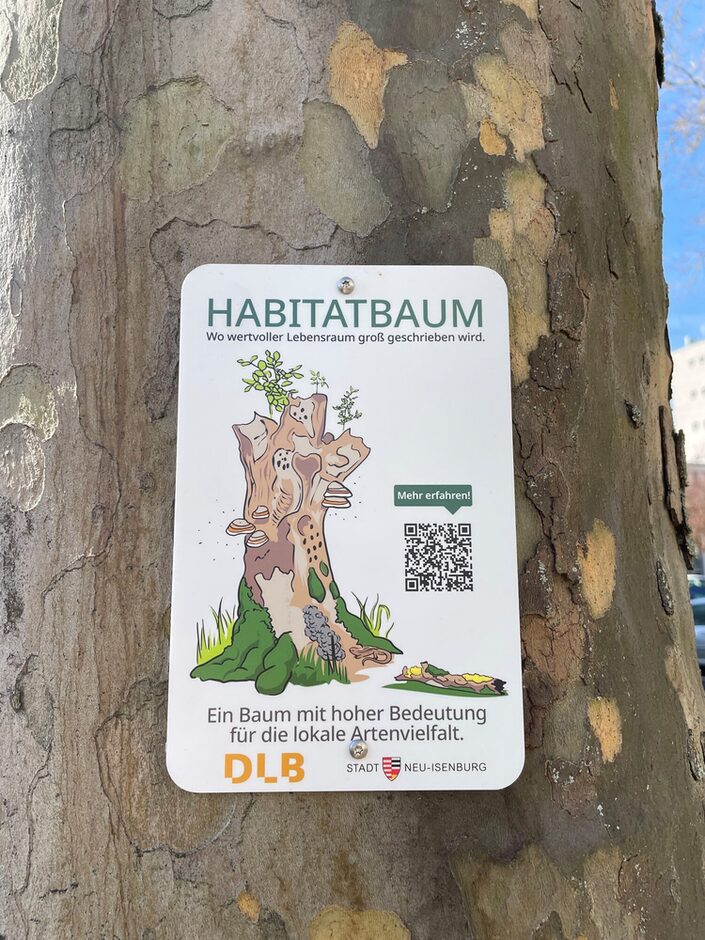 HABITATBAUM
Wo wertvoller Lebensraum groß geschrieben wird.
Mehr erfahren!
Ein Baum mit hoher Bedeutung
für die lokale Artenvielfalt.
DLB
STADT NEU-ISENBURG